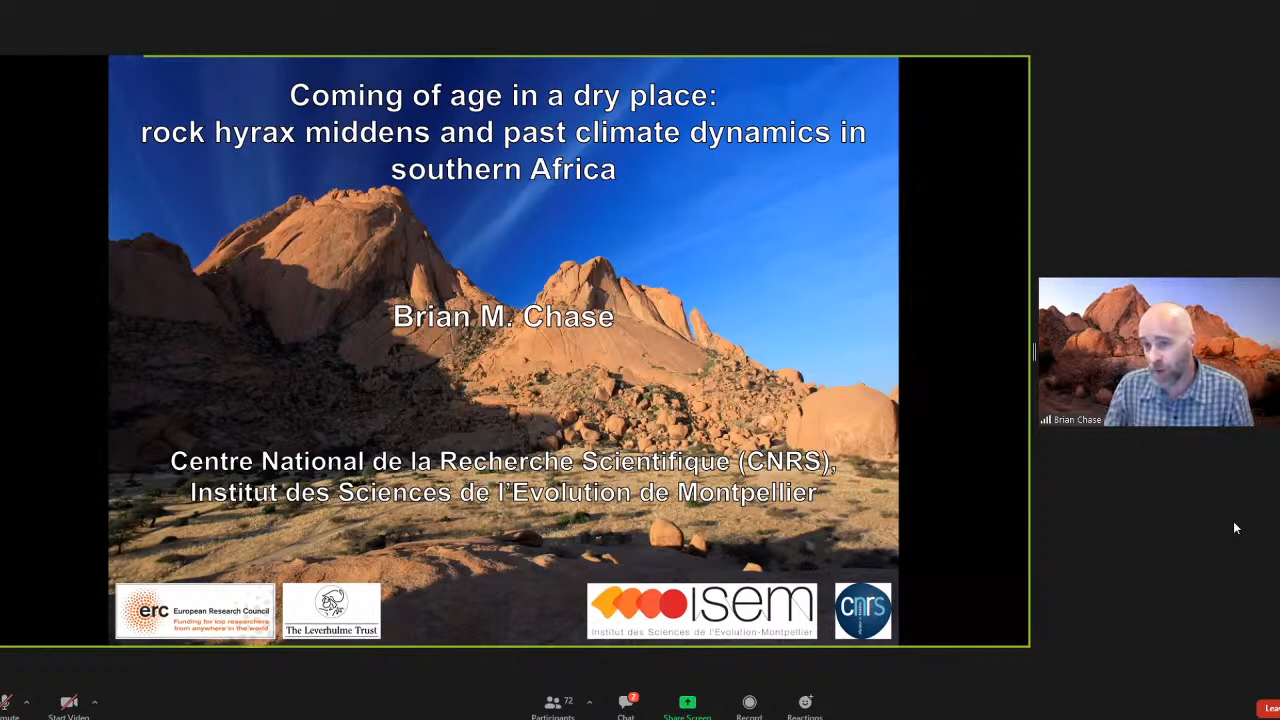 Coming of age in a dry place:
rock hyrax middens and past climate dynamics in
southern Africa
Brian M. Chase
Brian Chase
Centre National de la Recherche Scientifique (CNRS),
Institut des Sciences de l'Evolution de Montpellier
erc
European Research Council
Funding for top researchers
from anywhere in the world
The Leverhulme Trust
isem
Institut des Sciences de l'Evolution-Montpellier
cnrs
Start Video
72
Participants
2
Chat
Share Screen
Record
Reactions